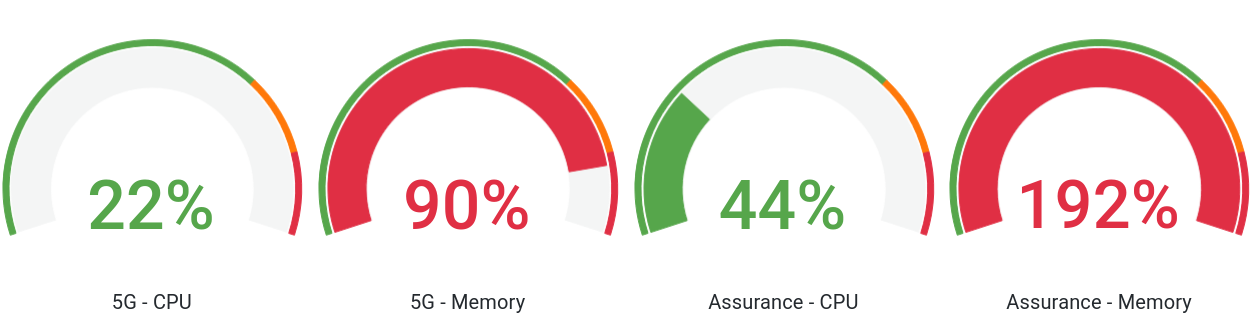 22%
90%
44%
192%
5G - CPU
5G - Memory
Assurance - CPU
Assurance - Memory